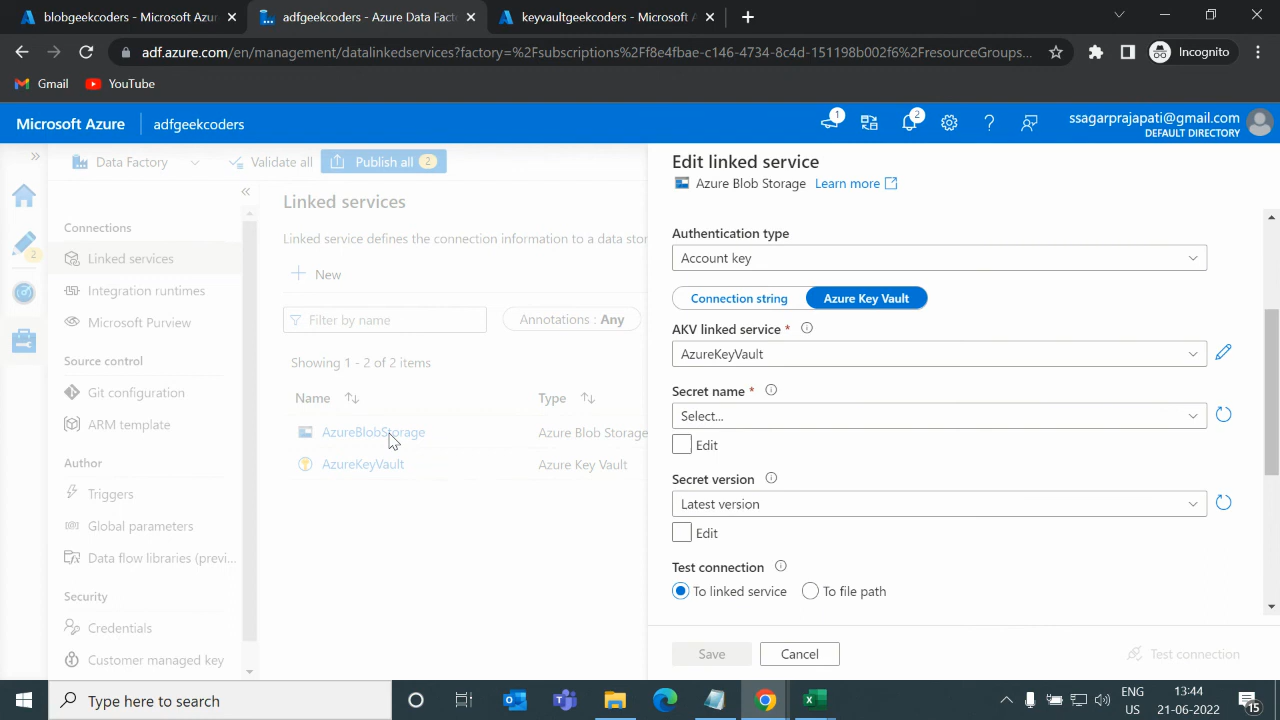 blobgeekcoders - Microsoft Azur
adfgeekcoders - Azure Data Fact
keyvaultgeekcoders - Microsoft A
adf.azure.com/en/management/datalinkedservices?factory=%2Fsubscriptions%2Ff8e4fbae-c146-4734-8c4d-151198b002f6%2FresourceGroups...
Incognito
Gmail
YouTube
Microsoft Azure
adfgeekcoders
1
2
ssagarprajapati@gmail.com
DEFAULT DIRECTORY
Data Factory
Validate all
Publish all
2
Edit linked service
Azure Blob Storage
Learn more
2
Connections
Linked services
Integration runtimes
Microsoft Purview
Source control
Git configuration
ARM template
Author
Triggers
Global parameters
Data flow libraries (previ...
Security
Credentials
Customer managed key
Linked services
Linked service defines the connection information to a data stor
New
Filter by name
Annotations : Any
Showing 1 - 2 of 2 items
Name
Type
AzureBlobStorage
Azure Blob Storage
AzureKeyVault
Azure Key Vault
Authentication type
Account key
Connection string
Azure Key Vault
AKV linked service *
AzureKeyVault
Secret name *
Select...
Edit
Secret version
Latest version
Edit
Test connection
To linked service
To file path
Save
Cancel
Test connection
Type here to search
ENG
US
13:44
21-06-2022
15